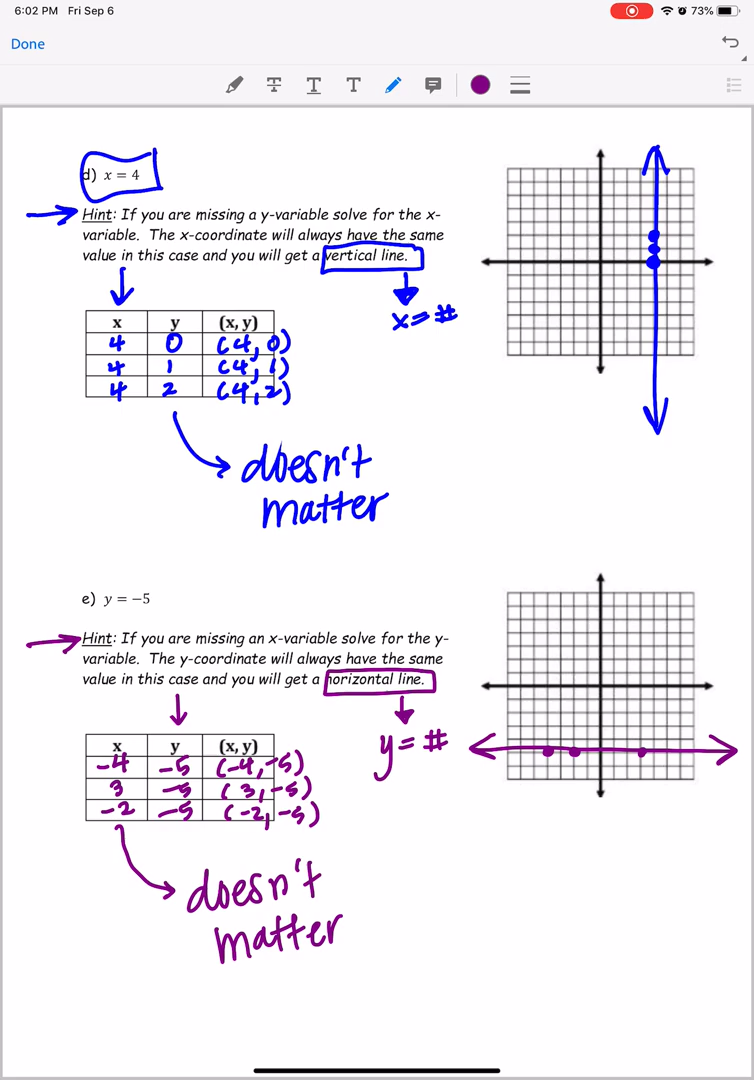 6:02 PM Fri Sep 6
73%
Done
T T T
d) x = 4
Hint: If you are missing a y-variable solve for the x-
variable. The x-coordinate will always have the same
value in this case and you will get a vertical line.
x = #
x y (x, y)
4 0 (4, 0)
4 1 (4, 1)
4 2 (4, 2)
doesn't
matter
e) y = −5
Hint: If you are missing an x-variable solve for the y-
variable. The y-coordinate will always have the same
value in this case and you will get a horizontal line.
y = #
x y (x, y)
-4 -5 (-4, -5)
3 -5 (3, -5)
-2 -5 (-2, -5)
doesn't
matter